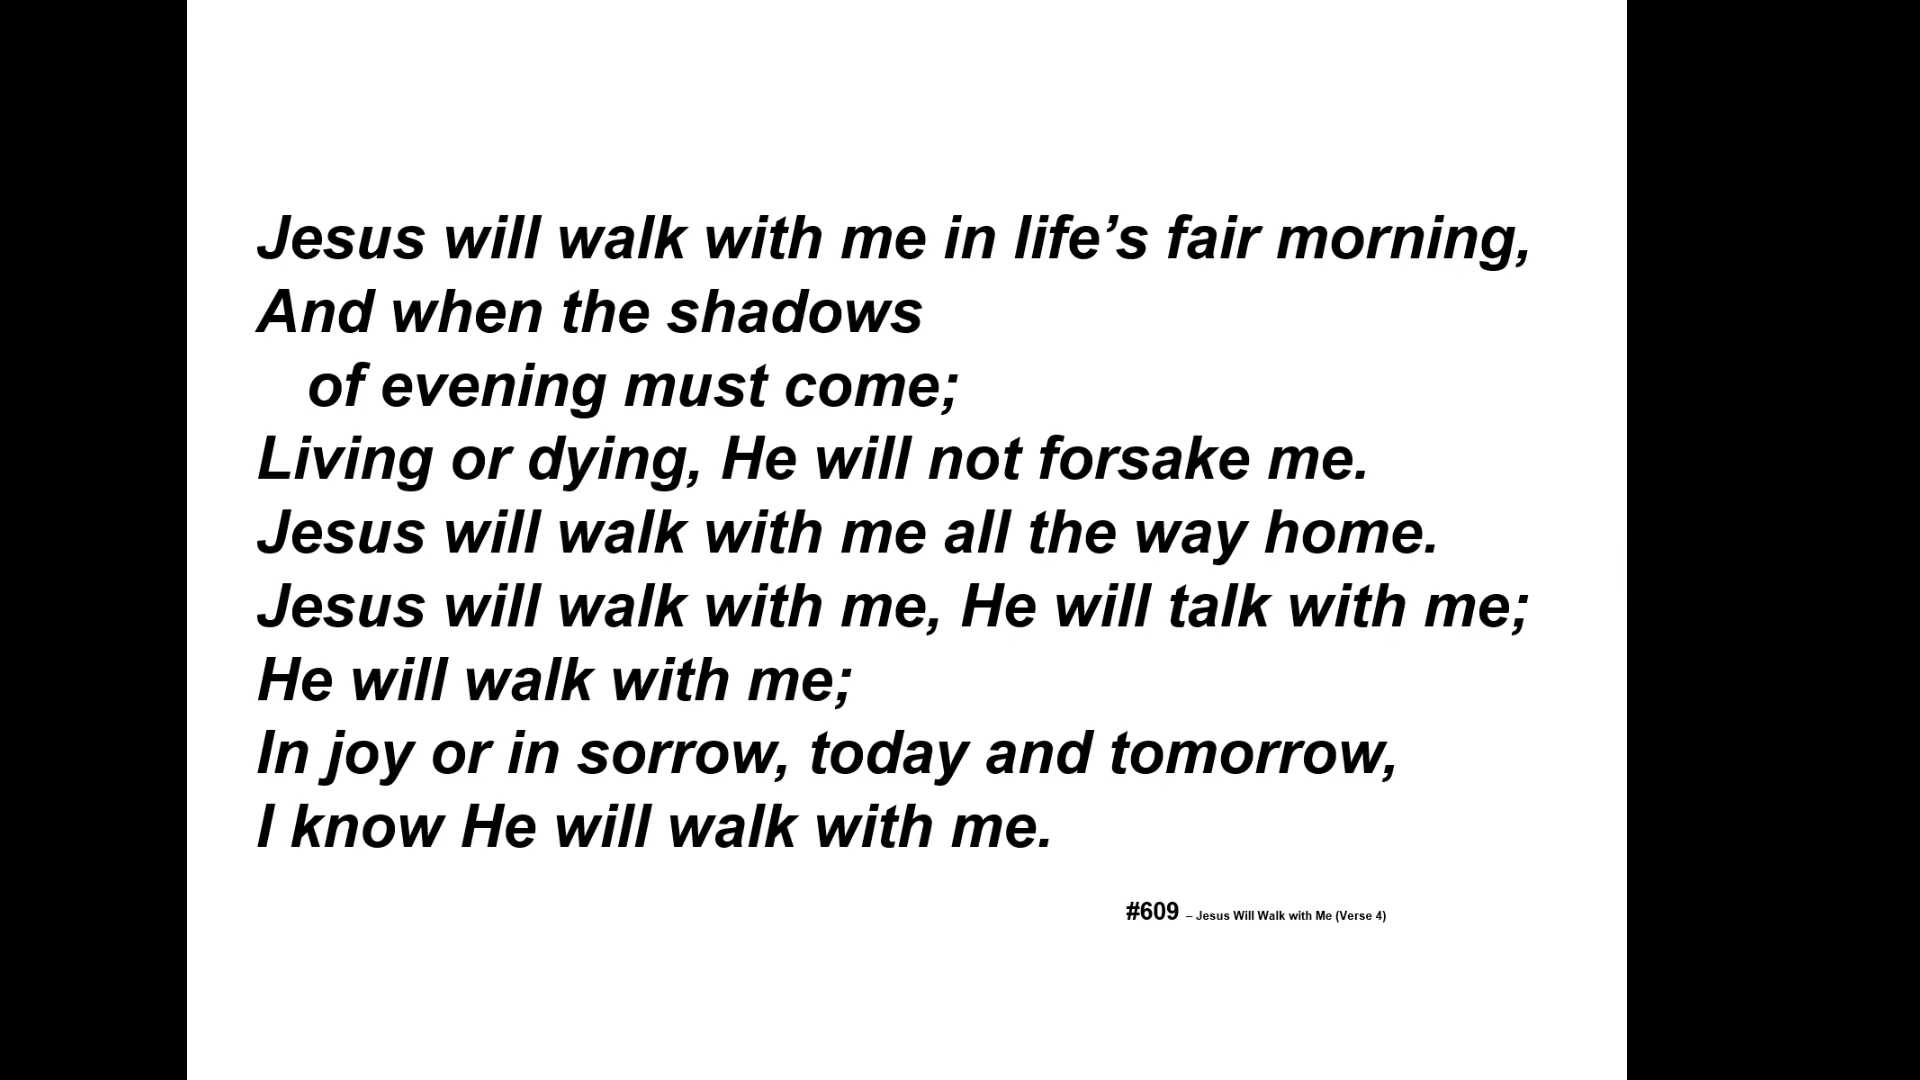 Jesus will walk with me in life’s fair morning,
And when the shadows
of evening must come;
Living or dying, He will not forsake me.
Jesus will walk with me all the way home.
Jesus will walk with me, He will talk with me;
He will walk with me;
In joy or in sorrow, today and tomorrow,
I know He will walk with me.
#609 – Jesus Will Walk with Me (Verse 4)